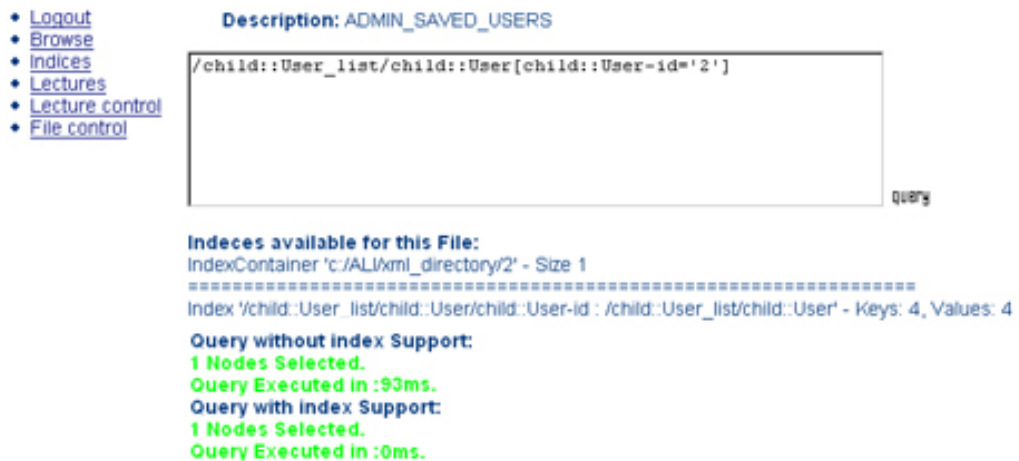 Logout
Browse
Indices
Lectures
Lecture control
File control
Description: ADMIN_SAVED_USERS
/child::User_list/child::User[child::User-id='2']
query
Indeces available for this File:
IndexContainer 'c:/ALI/xml_directory/2' - Size 1
==================================================================
Index '/child::User_list/child::User/child::User-id : /child::User_list/child::User' - Keys: 4, Values: 4
Query without index Support:
1 Nodes Selected.
Query Executed in :93ms.
Query with index Support:
1 Nodes Selected.
Query Executed in :0ms.